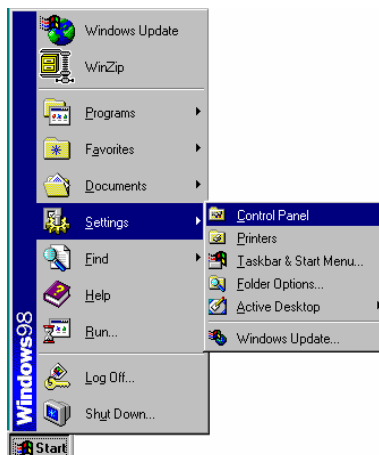 Windows Update
WinZip
Programs
Favorites
Documents
Settings
Find
Help
Run...
Log Off...
Shut Down...
Control Panel
Printers
Taskbar & Start Menu...
Folder Options...
Active Desktop
Windows Update...
Windows98
Start